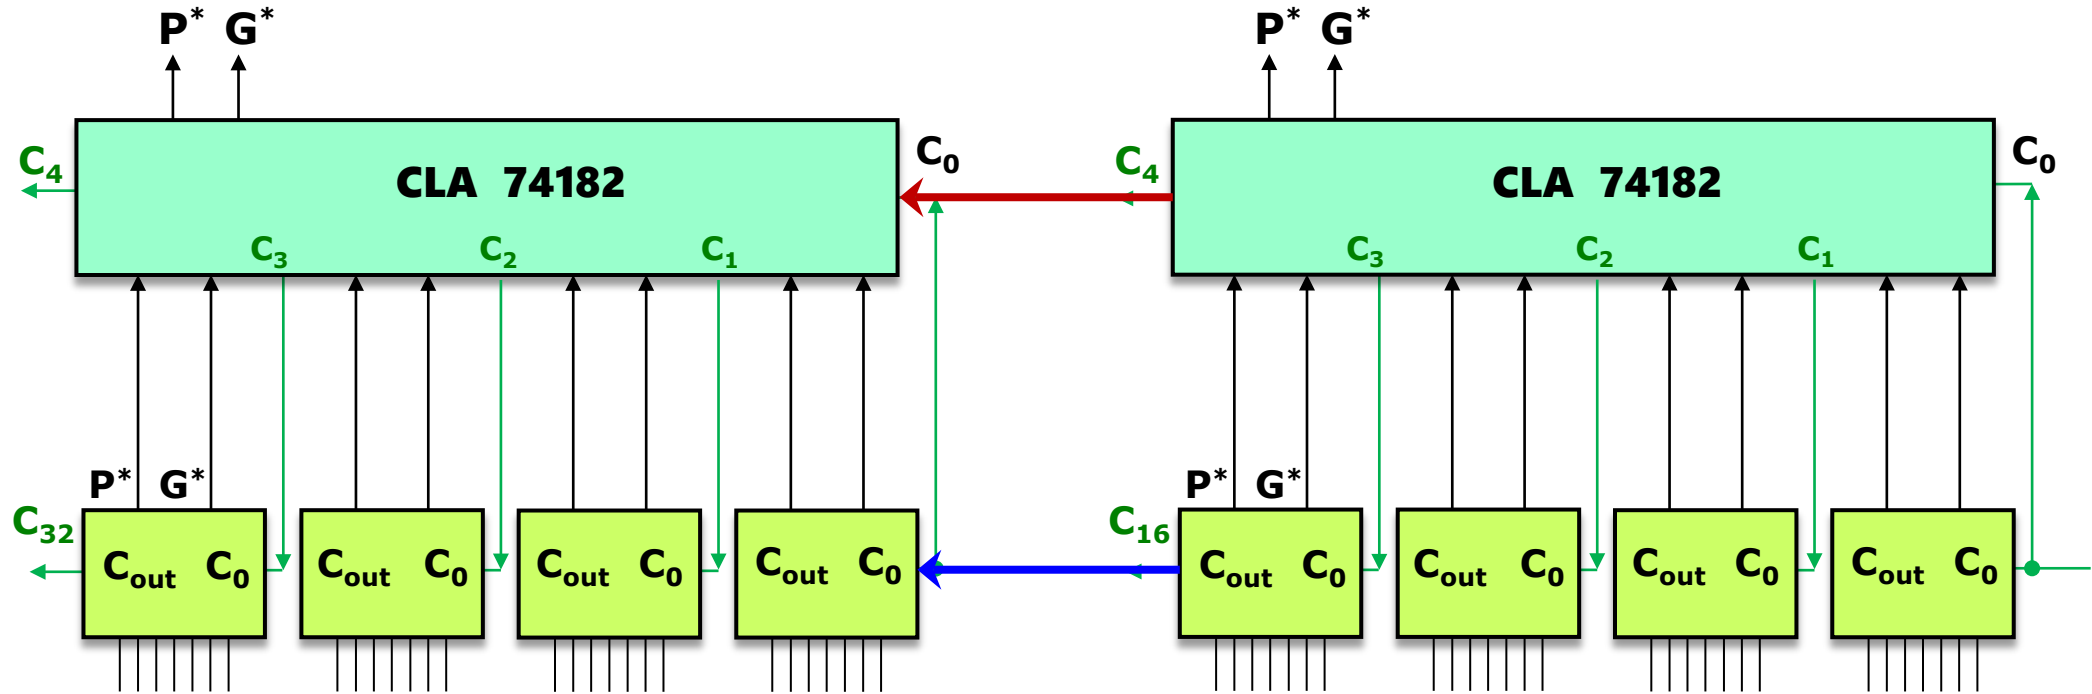 P* G* P* G*
C4 CLA 74182 C0 C4 CLA 74182 C0
C3 C2 C1 C3 C2 C1
P* G* P* G*
C32 Cout C0 Cout C0 Cout C0 Cout C0 C16 Cout C0 Cout C0 Cout C0 Cout C0